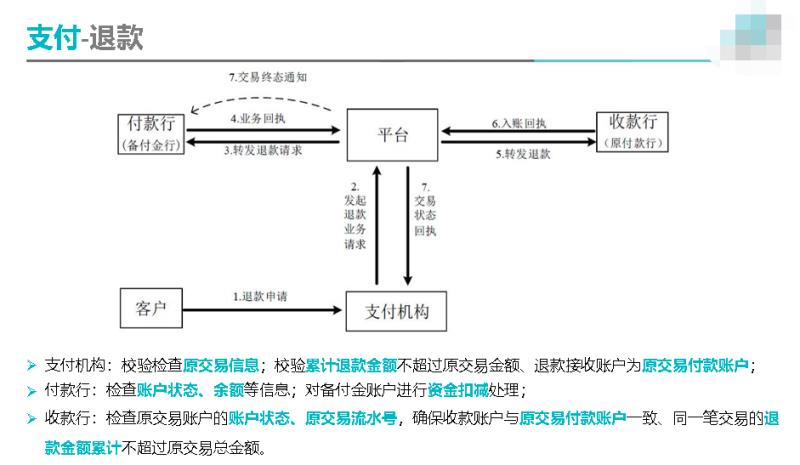 支付-退款
7.交易终态通知
付款行
(备付金行)
4.业务回执
3.转发退款请求
平台
6.入账回执
5.转发退款
收款行
(原付款行)
2.
发起
退款
业务
请求
7.
交易
状态
回执
客户
1.退款申请
支付机构
➢ 支付机构：校验检查原交易信息；校验累计退款金额不超过原交易金额、退款接收账户为原交易付款账户；
➢ 付款行：检查账户状态、余额等信息；对备付金账户进行资金扣减处理；
➢ 收款行：检查原交易账户的账户状态、原交易流水号，确保收款账户与原交易付款账户一致、同一笔交易的退
款金额累计不超过原交易总金额。